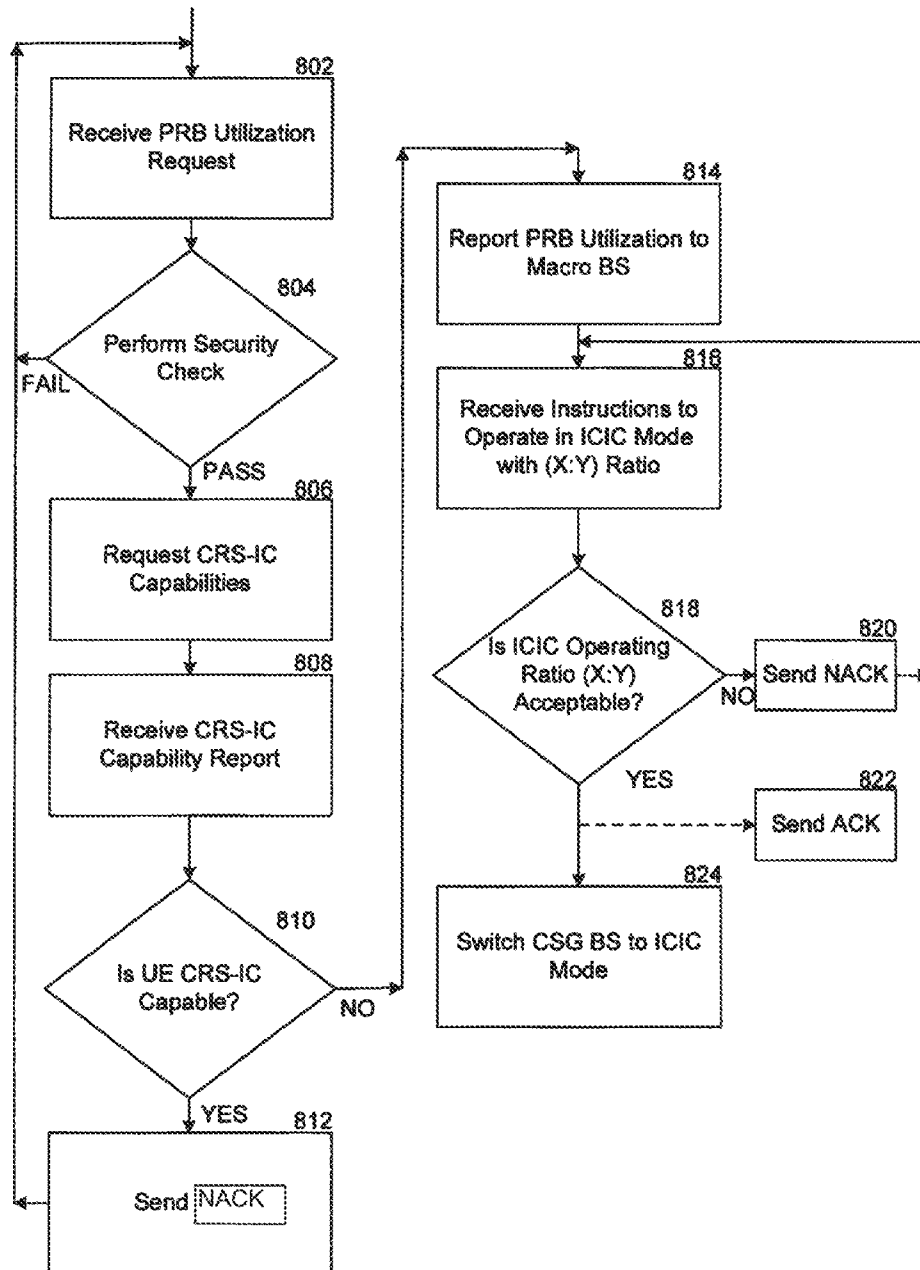 802
Receive PRB Utilization
Request
804
Perform Security
Check
FAIL
PASS
806
Request CRS-IC
Capabilities
808
Receive CRS-IC
Capability Report
810
Is UE CRS-IC
Capable?
NO
YES
812
Send NACK
814
Report PRB Utilization to
Macro BS
816
Receive Instructions to
Operate in ICIC Mode
with (X:Y) Ratio
818
Is ICIC Operating
Ratio (X:Y)
Acceptable?
NO
820
Send NACK
YES
822
Send ACK
824
Switch CSG BS to ICIC
Mode